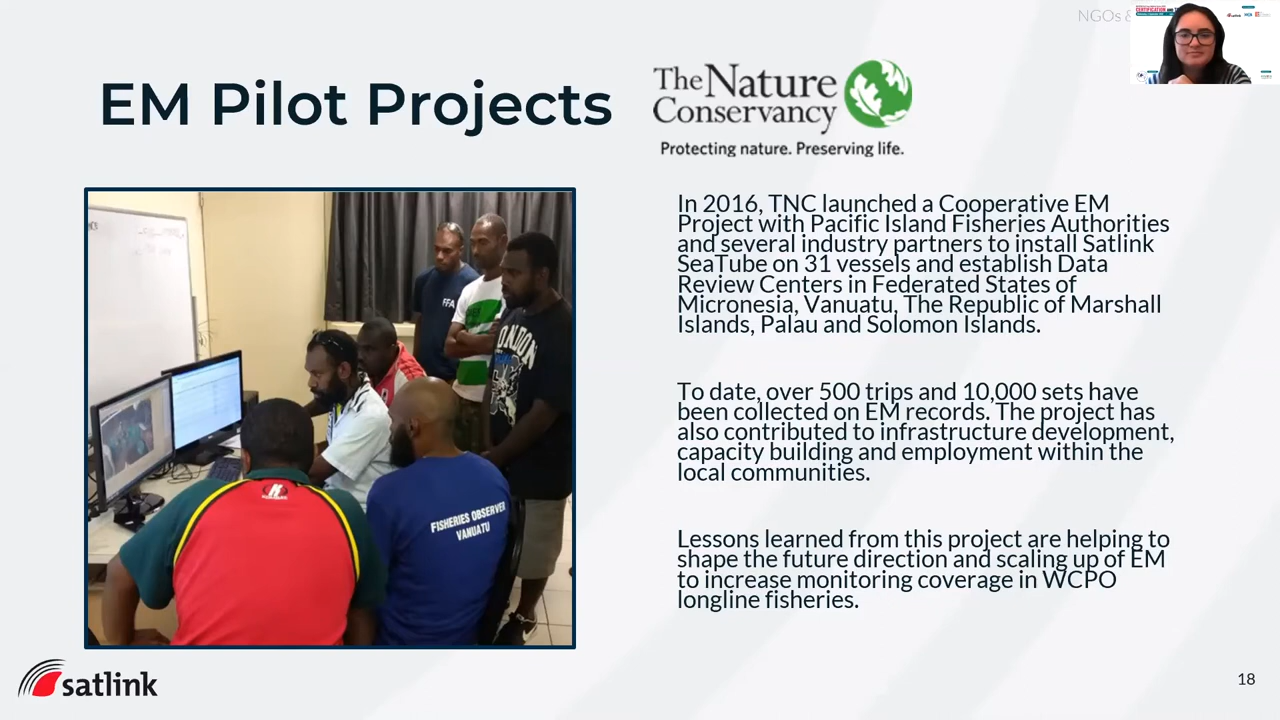 NGOs &
EM Pilot Projects
The Nature
Conservancy
Protecting nature. Preserving life.
In 2016, TNC launched a Cooperative EM
Project with Pacific Island Fisheries Authorities
and several industry partners to install Satlink
SeaTube on 31 vessels and establish Data
Review Centers in Federated States of
Micronesia, Vanuatu, The Republic of Marshall
Islands, Palau and Solomon Islands.
To date, over 500 trips and 10,000 sets have
been collected on EM records. The project has
also contributed to infrastructure development,
capacity building and employment within the
local communities.
Lessons learned from this project are helping to
shape the future direction and scaling up of EM
to increase monitoring coverage in WCPO
longline fisheries.
FFA
LONDON
FISHERIES OBSERVER
VANUATU
satlink
18